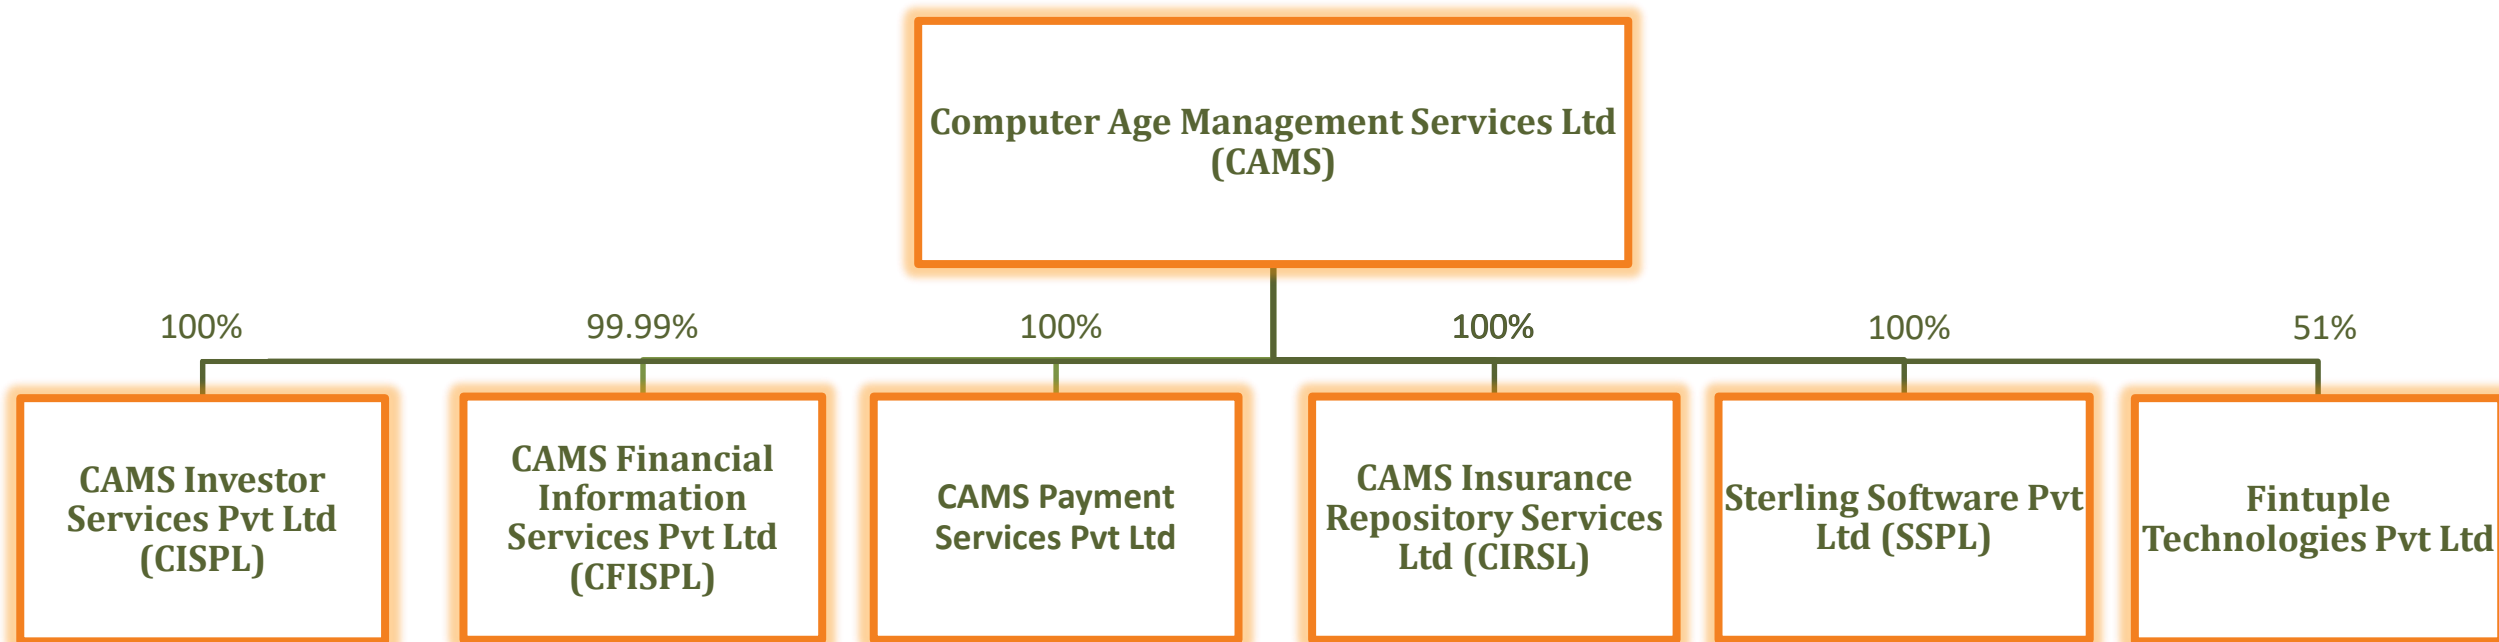 Computer Age Management Services Ltd
(CAMS)
100%
99.99%
100%
100%
100%
51%
CAMS Investor
Services Pvt Ltd
(CISPL)
CAMS Financial
Information
Services Pvt Ltd
(CFISPL)
CAMS Payment
Services Pvt Ltd
CAMS Insurance
Repository Services
Ltd (CIRSL)
Sterling Software Pvt
Ltd (SSPL)
Fintuple
Technologies Pvt Ltd